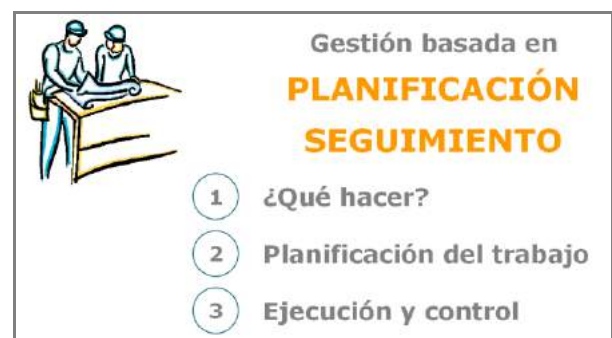 Gestión basada en
PLANIFICACIÓN
SEGUIMIENTO
1 ¿Qué hacer?
2 Planificación del trabajo
3 Ejecución y control